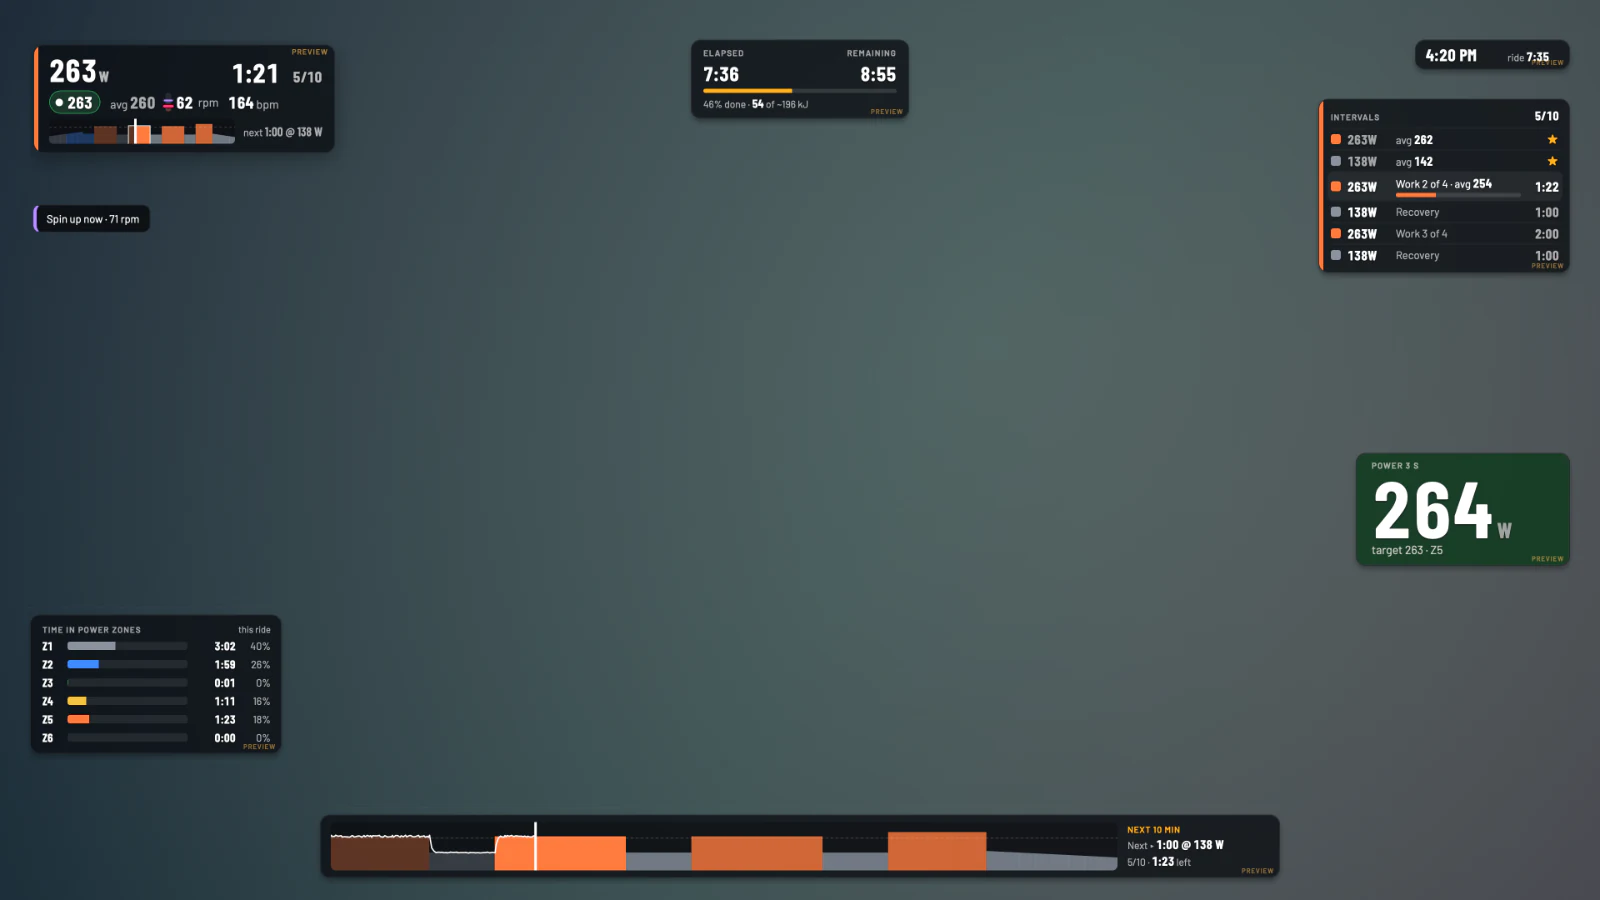 PREVIEW
263 W 1:21 5/10
263 avg 260 62 rpm 164 bpm
next 1:00 @ 138 W
Spin up now · 71 rpm
ELAPSED REMAINING
7:36 8:55
46% done · 54 of ~196 kJ
PREVIEW
4:20 PM ride 7:35
PREVIEW
INTERVALS 5/10
263W avg 262
138W avg 142
263W Work 2 of 4 · avg 254 1:22
138W Recovery 1:00
263W Work 3 of 4 2:00
138W Recovery 1:00
PREVIEW
POWER 3 S
264 W
target 263 · Z5
PREVIEW
TIME IN POWER ZONES this ride
Z1 3:02 40%
Z2 1:59 26%
Z3 0:01 0%
Z4 1:11 16%
Z5 1:23 18%
Z6 0:00 0%
PREVIEW
NEXT 10 MIN
Next · 1:00 @ 138 W
5/10 · 1:23 left
PREVIEW